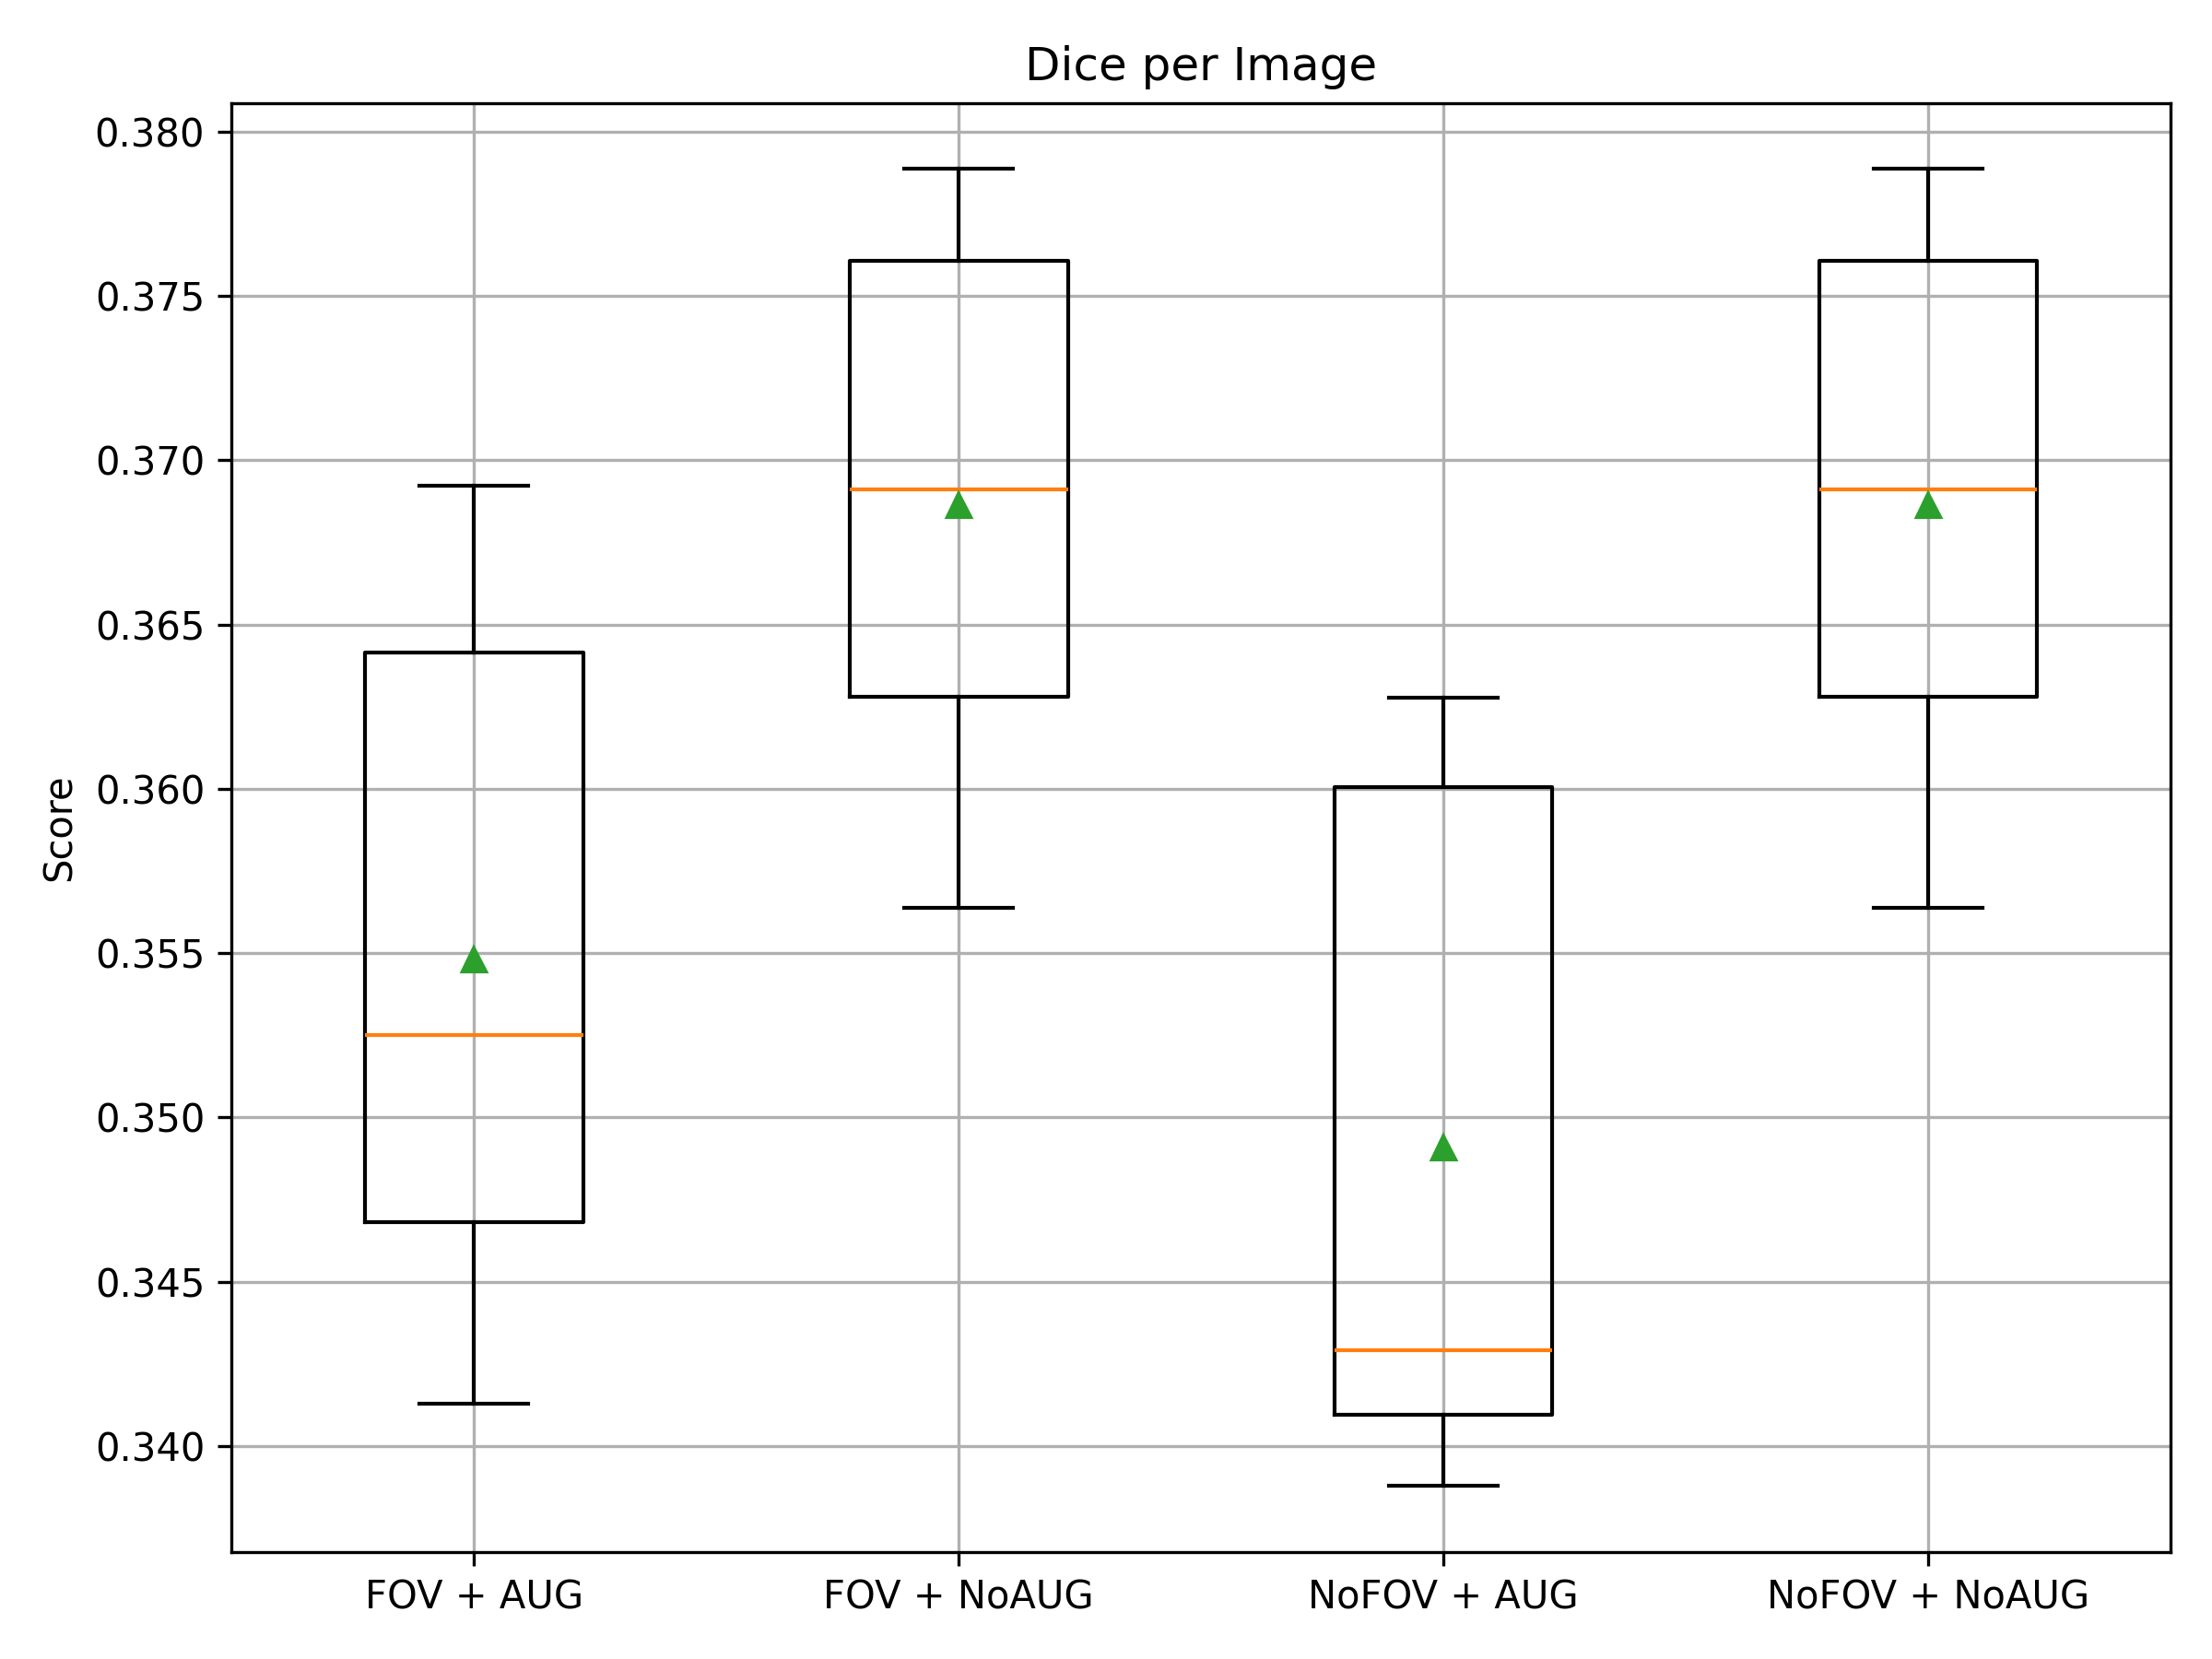 Dice per Image
Score
0.380
0.375
0.370
0.365
0.360
0.355
0.350
0.345
0.340
FOV + AUG
FOV + NoAUG
NoFOV + AUG
NoFOV + NoAUG